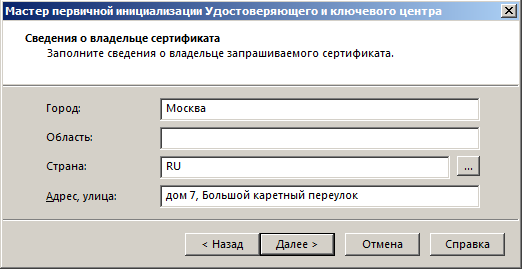 Мастер первичной инициализации Удостоверяющего и ключевого центра
Сведения о владельце сертификата
Заполните сведения о владельце запрашиваемого сертификата.
Город: Москва
Область:
Страна: RU ...
Адрес, улица: дом 7, Большой каретный переулок
< Назад Далее > Отмена Справка